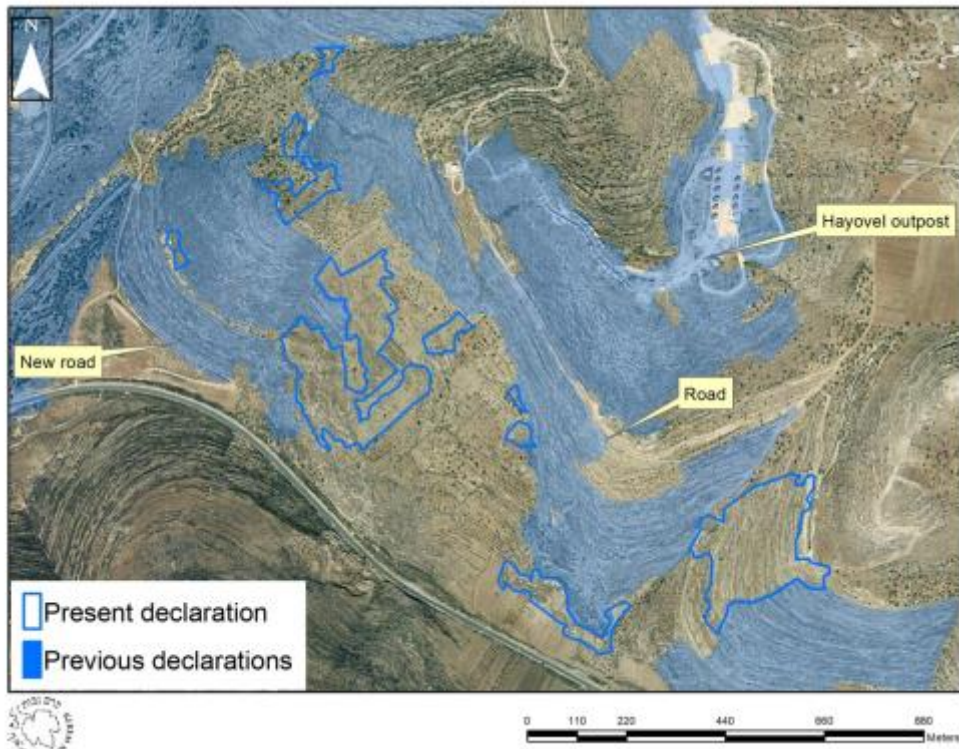 N
Hayovel outpost
New road
Road
Present declaration
Previous declarations
0 110 220 440 660 880
Meters